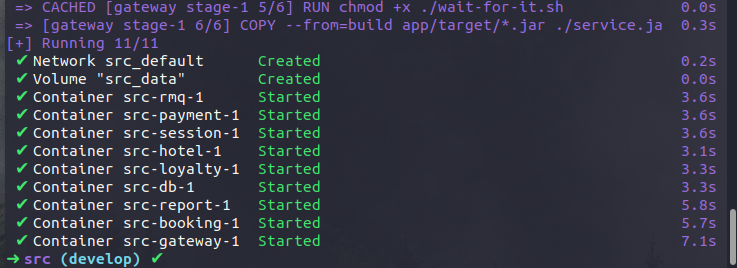 => CACHED [gateway stage-1 5/6] RUN chmod +x ./wait-for-it.sh 0.0s
=> [gateway stage-1 6/6] COPY --from=build app/target/*.jar ./service.ja 0.3s
[+] Running 11/11
✔ Network src_default Created 0.2s
✔ Volume "src_data" Created 0.0s
✔ Container src-rmq-1 Started 3.6s
✔ Container src-payment-1 Started 3.6s
✔ Container src-session-1 Started 3.6s
✔ Container src-hotel-1 Started 3.1s
✔ Container src-loyalty-1 Started 3.3s
✔ Container src-db-1 Started 3.3s
✔ Container src-report-1 Started 5.8s
✔ Container src-booking-1 Started 5.7s
✔ Container src-gateway-1 Started 7.1s
➜ src (develop) ✔